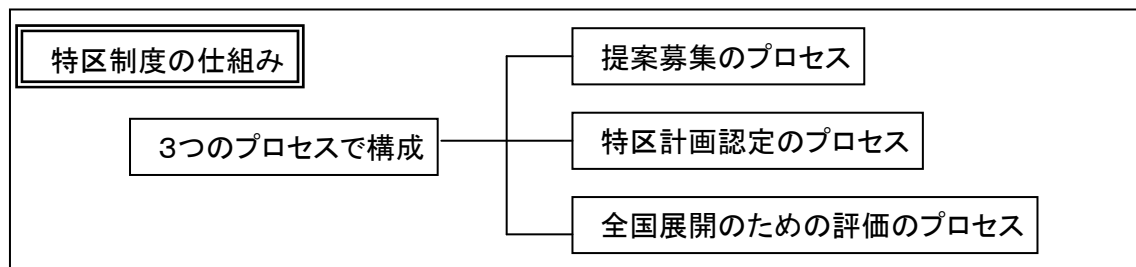 特区制度の仕組み
提案募集のプロセス
3つのプロセスで構成
特区計画認定のプロセス
全国展開のための評価のプロセス